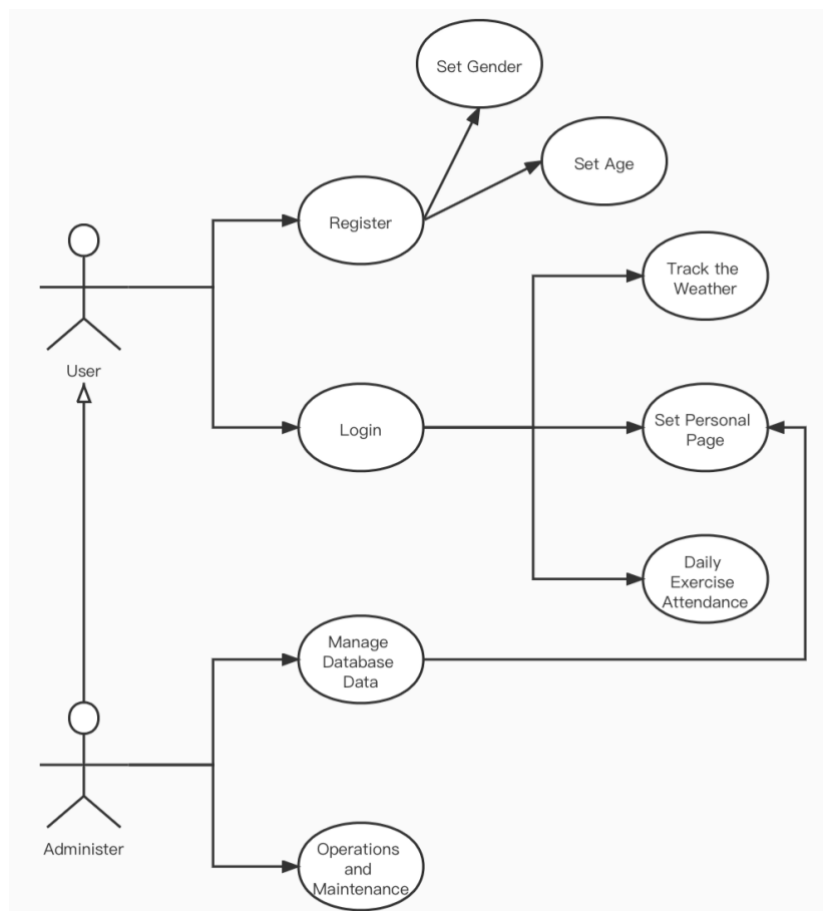 Set Gender
Set Age
Register
Track the
Weather
User
Login
Set Personal
Page
Daily
Exercise
Attendance
Manage
Database
Data
Administer
Operations
and
Maintenance